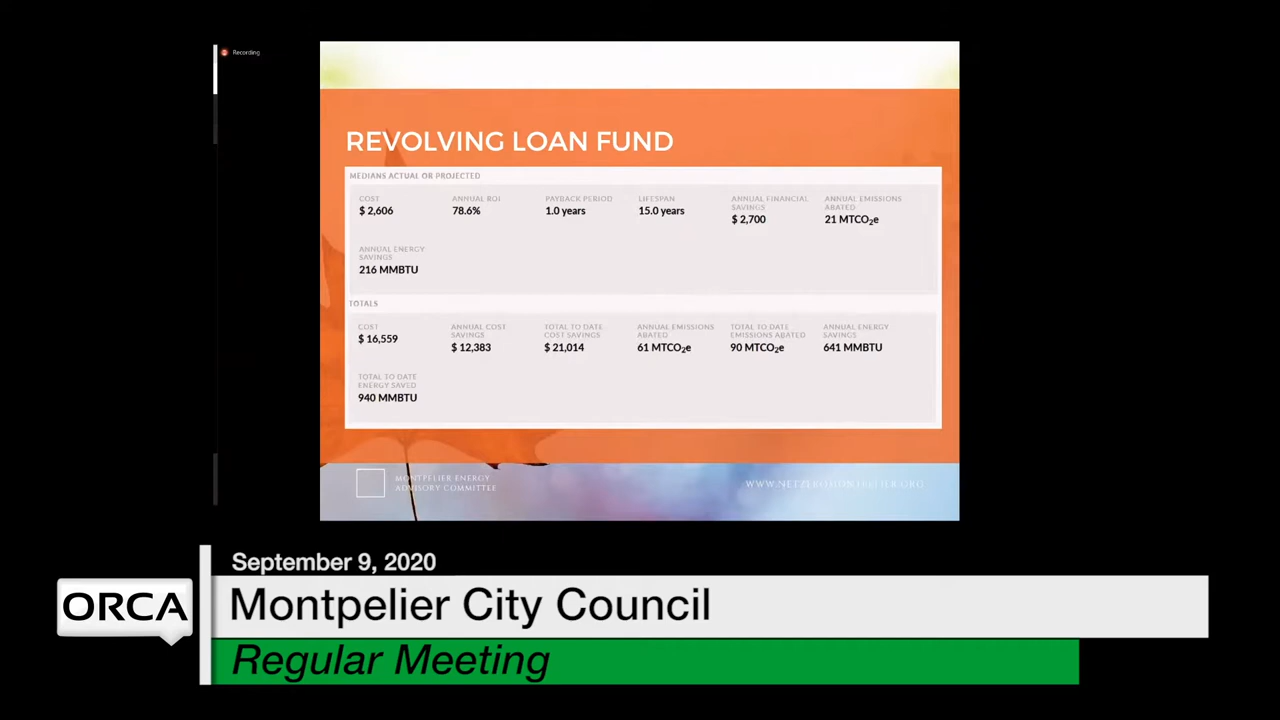 Recording
REVOLVING LOAN FUND
MEDIANS ACTUAL OR PROJECTED
COST
$ 2,606
ANNUAL ROI
78.6%
PAYBACK PERIOD
1.0 years
LIFESPAN
15.0 years
ANNUAL FINANCIAL
SAVINGS
$ 2,700
ANNUAL EMISSIONS
ABATED
21 MTCO₂e
ANNUAL ENERGY
SAVINGS
216 MMBTU
TOTALS
COST
$ 16,559
ANNUAL COST
SAVINGS
$ 12,383
TOTAL TO DATE
COST SAVINGS
$ 21,014
ANNUAL EMISSIONS
ABATED
61 MTCO₂e
TOTAL TO DATE
EMISSIONS ABATED
90 MTCO₂e
ANNUAL ENERGY
SAVINGS
641 MMBTU
TOTAL TO DATE
ENERGY SAVED
940 MMBTU
MONTPELIER ENERGY
ADVISORY COMMITTEE
WWW.NETZEROMONTPELIER.ORG
September 9, 2020
ORCA
Montpelier City Council
Regular Meeting